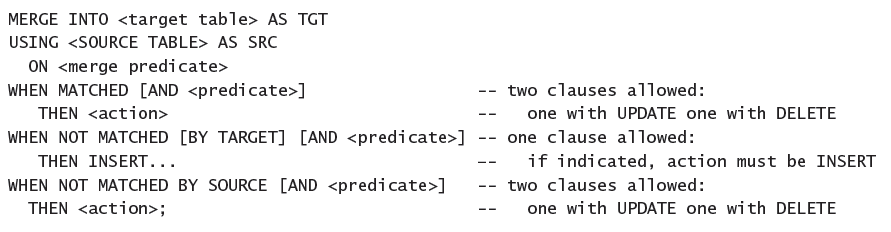 MERGE INTO <target table> AS TGT
USING <SOURCE TABLE> AS SRC
  ON <merge predicate>
WHEN MATCHED [AND <predicate>]                 -- two clauses allowed:
   THEN <action>                               --   one with UPDATE one with DELETE
WHEN NOT MATCHED [BY TARGET] [AND <predicate>] -- one clause allowed:
   THEN INSERT...                              --   if indicated, action must be INSERT
WHEN NOT MATCHED BY SOURCE [AND <predicate>]   -- two clauses allowed:
  THEN <action>;                               --   one with UPDATE one with DELETE